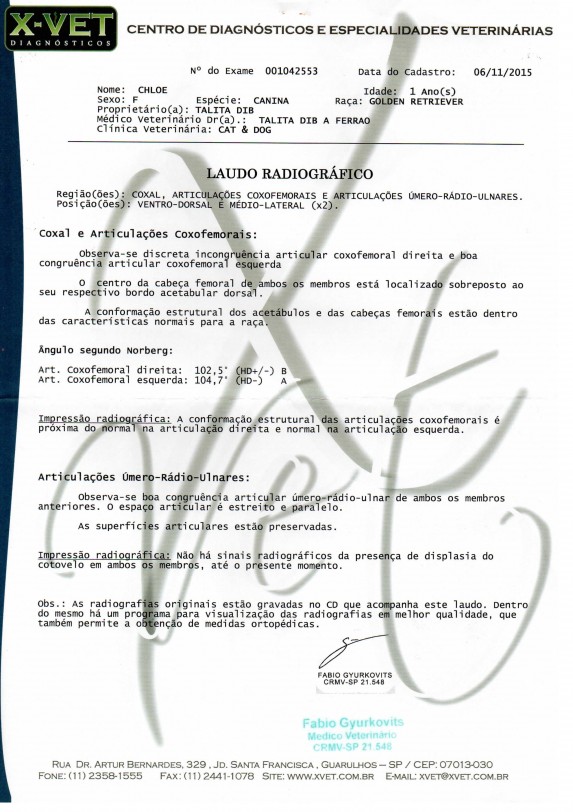 X-VET
DIAGNÓSTICOS
CENTRO DE DIAGNÓSTICOS E ESPECIALIDADES VETERINÁRIAS
Nº do Exame 001042553 Data do Cadastro: 06/11/2015
Nome: CHLOE Idade: 1 Ano(s)
Sexo: F Espécie: CANINA Raça: GOLDEN RETRIEVER
Proprietário(a): TALITA DIB
Médico Veterinário Dr(a).: TALITA DIB A FERRAO
Clínica Veterinária: CAT & DOG
LAUDO RADIOGRÁFICO
Região(ões): COXAL, ARTICULAÇÕES COXOFEMORAIS E ARTICULAÇÕES ÚMERO-RÁDIO-ULNARES.
Posição(ões): VENTRO-DORSAL E MÉDIO-LATERAL (x2).
Coxal e Articulações Coxofemorais:
Observa-se discreta incongruência articular coxofemoral direita e boa
congruência articular coxofemoral esquerda
O centro da cabeça femoral de ambos os membros está localizado sobreposto ao
seu respectivo bordo acetabular dorsal.
A conformação estrutural dos acetábulos e das cabeças femorais estão dentro
das características normais para a raça.
Ângulo segundo Norberg:
Art. Coxofemoral direita: 102,5° (HD+/-) B
Art. Coxofemoral esquerda: 104,7° (HD-) A
Impressão radiográfica: A conformação estrutural das articulações coxofemorais é
próxima do normal na articulação direita e normal na articulação esquerda.
Articulações Úmero-Rádio-Ulnares:
Observa-se boa congruência articular úmero-rádio-ulnar de ambos os membros
anteriores. O espaço articular é estreito e paralelo.
As superfícies articulares estão preservadas.
Impressão radiográfica: Não há sinais radiográficos da presença de displasia do
cotovelo em ambos os membros, até o presente momento.
Obs.: As radiografias originais estão gravadas no CD que acompanha este laudo. Dentro
do mesmo há um programa para visualização das radiografias em melhor qualidade, que
também permite a obtenção de medidas ortopédicas.
FABIO GYURKOVITS
CRMV-SP 21.548
Fabio Gyurkovits
Medico Veterinário
CRMV-SP 21.548
RUA DR. ARTUR BERNARDES, 329 , JD. SANTA FRANCISCA , GUARULHOS – SP / CEP: 07013-030
FONE: (11) 2358-1555 FAX: (11) 2441-1078 SITE: WWW.XVET.COM.BR E-MAIL: XVET@XVET.COM.BR